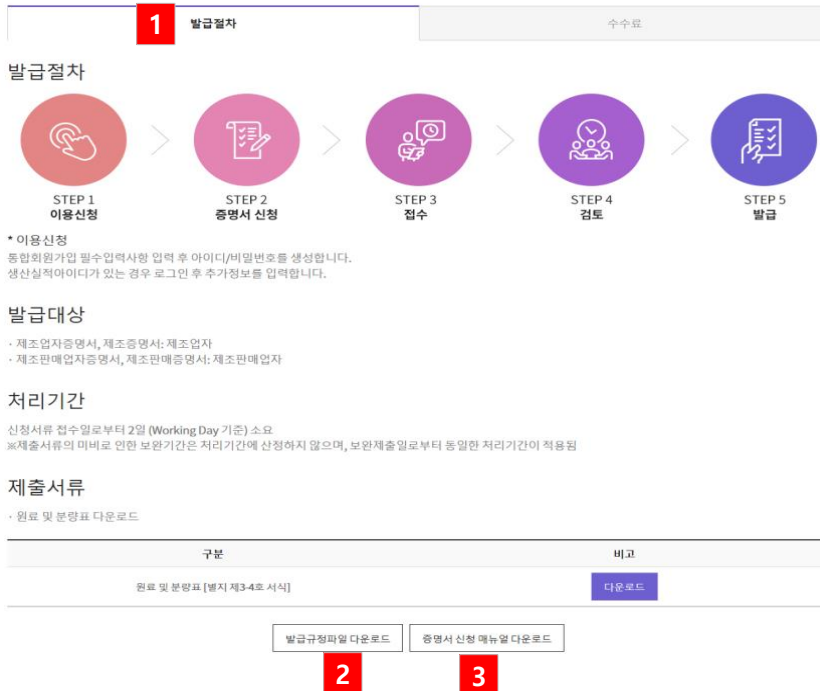 1
발급절차
수수료
발급절차
STEP 1
이용신청
STEP 2
증명서 신청
STEP 3
접수
STEP 4
검토
STEP 5
발급
* 이용신청
통합회원가입 필수입력사항 입력 후 아이디/비밀번호를 생성합니다.
생산실적아이디가 있는 경우 로그인 후 추가정보를 입력합니다.
발급대상
· 제조업자증명서, 제조증명서: 제조업자
· 제조판매업자증명서, 제조판매증명서: 제조판매업자
처리기간
신청서류 접수일로부터 2일 (Working Day 기준) 소요
※제출서류의 미비로 인한 보완기간은 처리기간에 산정하지 않으며, 보완제출일로부터 동일한 처리기간이 적용됨
제출서류
· 원료 및 분량표 다운로드
구분
비고
원료 및 분량표 [별지 제3-4호 서식]
다운로드
발급규정파일 다운로드
증명서 신청 매뉴얼 다운로드
2
3